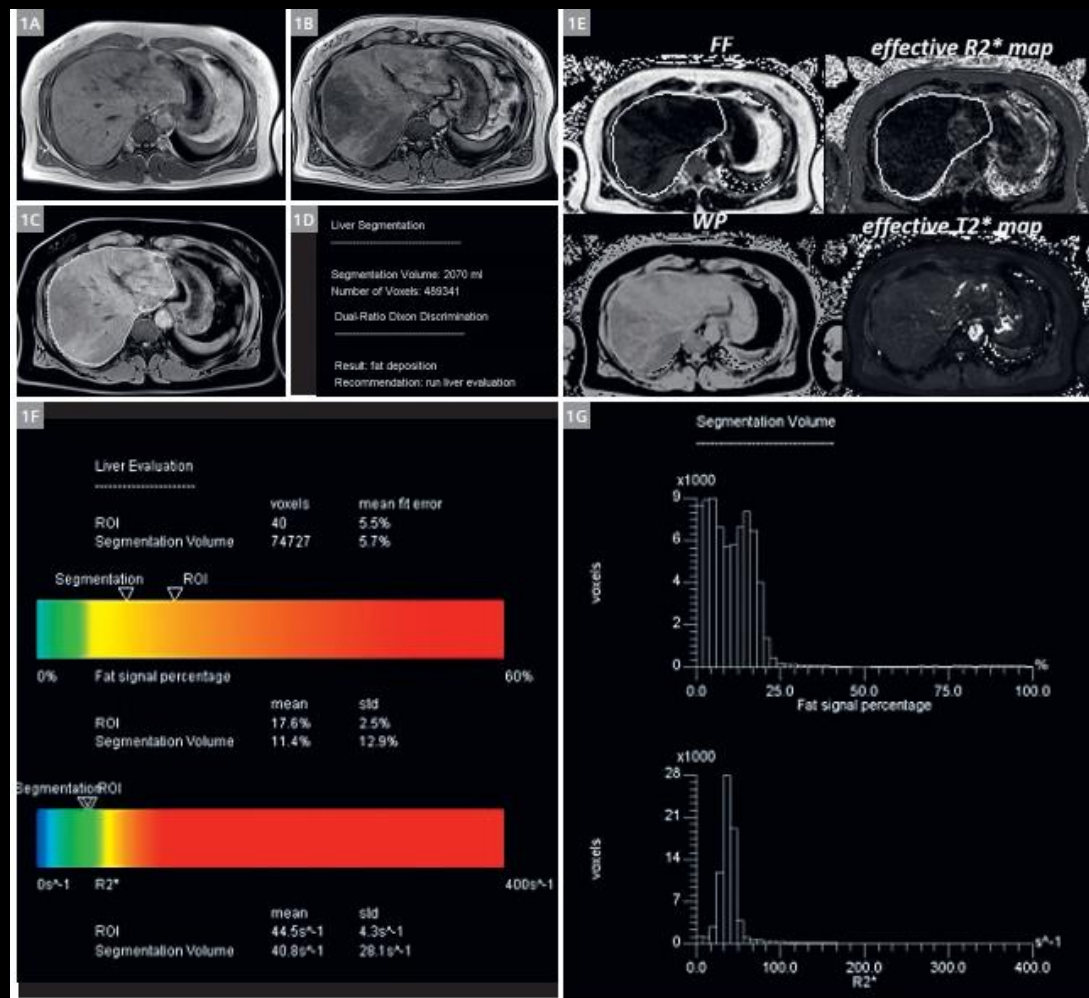 1A
1B
1C
1D
Liver Segmentation
Segmentation Volume: 2070 ml
Number of Voxels: 489341
Dual-Ratio Dixon Discrimination
Result: fat deposition
Recommendation: run liver evaluation
1E
FF
effective R2* map
WP
effective T2* map
1F
Liver Evaluation
voxels mean fit error
ROI 40 5.5%
Segmentation Volume 74727 5.7%
Segmentation ROI
0% Fat signal percentage 60%
mean std
ROI 17.6% 2.5%
Segmentation Volume 11.4% 12.9%
Segmentation ROI
0s^-1 R2* 400s^-1
mean std
ROI 44.5s^-1 4.3s^-1
Segmentation Volume 40.8s^-1 28.1s^-1
1G
Segmentation Volume
x1000
9
6
voxels
4
2
0
%
0.0 25.0 50.0 75.0 100.0
Fat signal percentage
x1000
28
21
voxels
14
7
0
s^-1
0.0 100.0 200.0 300.0 400.0
R2*